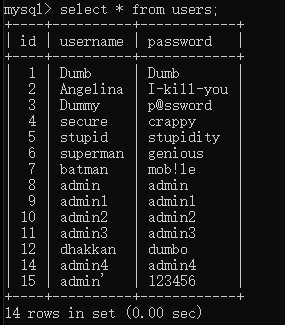 mysql> select * from users;
+----+----------+------------+
| id | username | password   |
+----+----------+------------+
|  1 | Dumb     | Dumb       |
|  2 | Angelina | I-kill-you |
|  3 | Dummy    | p@ssword   |
|  4 | secure   | crappy     |
|  5 | stupid   | stupidity  |
|  6 | superman | genious    |
|  7 | batman   | mob!le     |
|  8 | admin    | admin      |
|  9 | admin1   | admin1     |
| 10 | admin2   | admin2     |
| 11 | admin3   | admin3     |
| 12 | dhakkan  | dumbo      |
| 14 | admin4   | admin4     |
| 15 | admin'   | 123456     |
+----+----------+------------+
14 rows in set (0.00 sec)